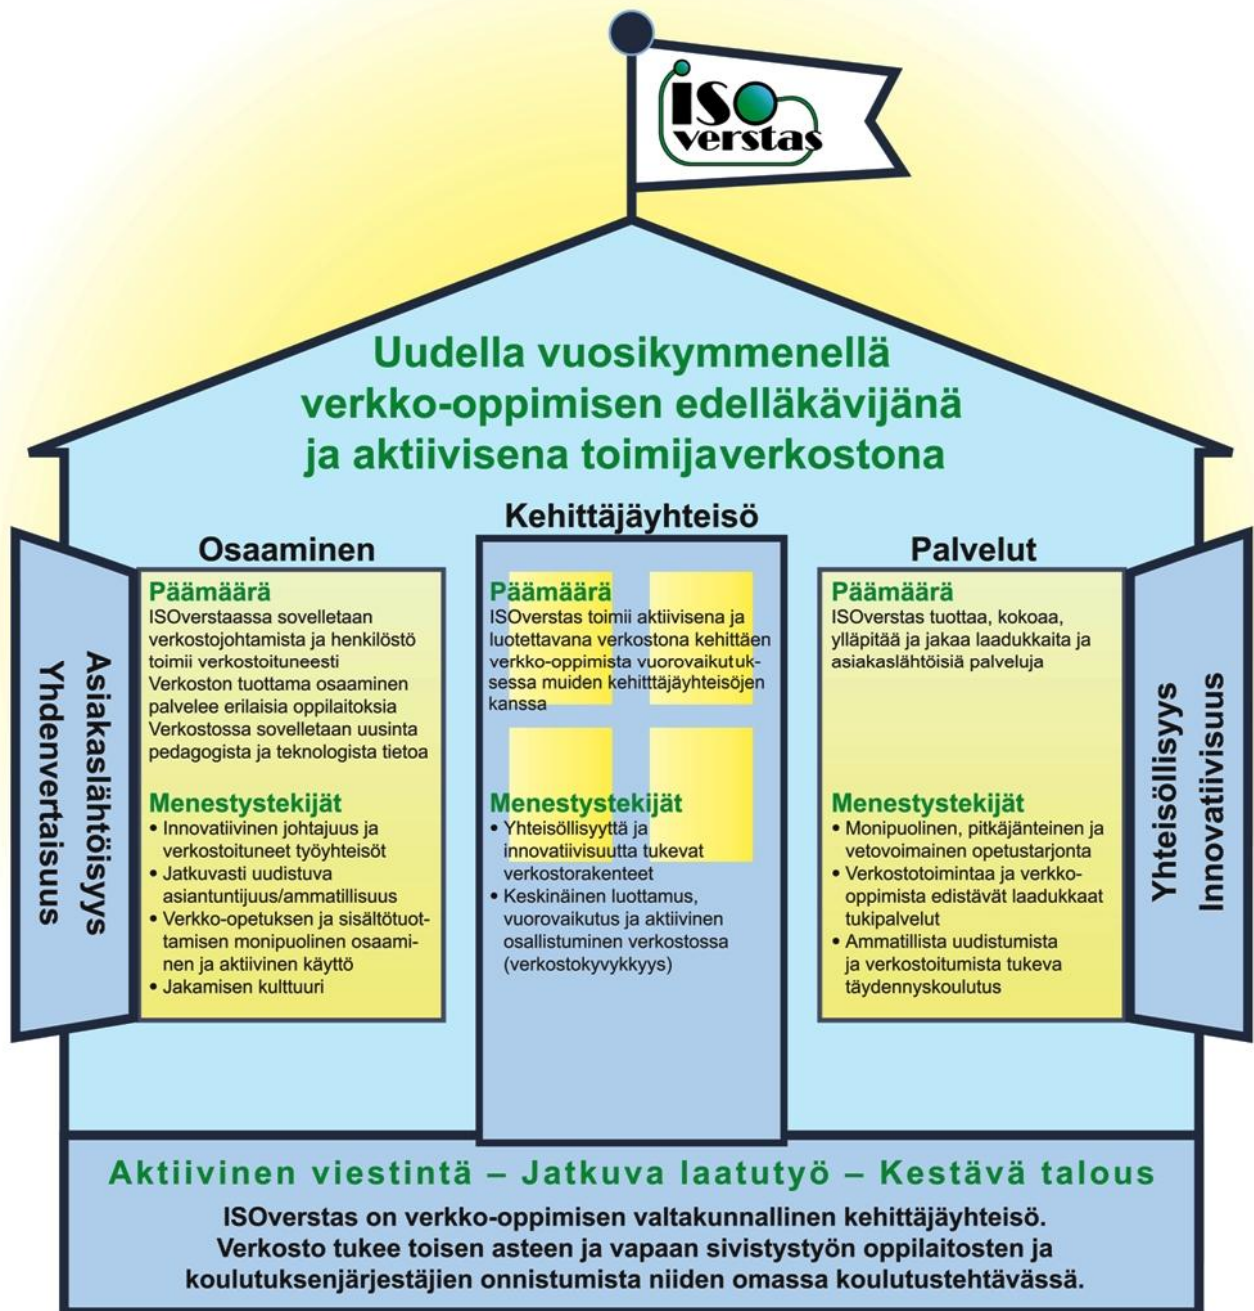 ISO
verstas
Uudella vuosikymmenellä
verkko-oppimisen edelläkävijänä
ja aktiivisena toimijaverkostona
Asiakaslähtöisyys
Yhdenvertaisuus
Osaaminen
Päämäärä
ISOverstaassa sovelletaan
verkostojohtamista ja henkilöstö
toimii verkostoituneesti
Verkoston tuottama osaaminen
palvelee erilaisia oppilaitoksia
Verkostossa sovelletaan uusinta
pedagogista ja teknologista tietoa
Menestystekijät
• Innovatiivinen johtajuus ja
verkostoituneet työyhteisöt
• Jatkuvasti uudistuva
asiantuntijuus/ammatillisuus
• Verkko-opetuksen ja sisältötuot-
tamisen monipuolinen osaami-
nen ja aktiivinen käyttö
• Jakamisen kulttuuri
Kehittäjäyhteisö
Päämäärä
ISOverstas toimii aktiivisena ja
luotettavana verkostona kehittäen
verkko-oppimista vuorovaikutuk-
sessa muiden kehitttäjäyhteisöjen
kanssa
Menestystekijät
• Yhteisöllisyyttä ja
innovatiivisuutta tukevat
verkostorakenteet
• Keskinäinen luottamus,
vuorovaikutus ja aktiivinen
osallistuminen verkostossa
(verkostokyvykkyys)
Palvelut
Päämäärä
ISOverstas tuottaa, kokoaa,
ylläpitää ja jakaa laadukkaita ja
asiakaslähtöisiä palveluja
Menestystekijät
• Monipuolinen, pitkäjänteinen ja
vetovoimainen opetustarjonta
• Verkostotoimintaa ja verkko-
oppimista edistävät laadukkaat
tukipalvelut
• Ammatillista uudistumista
ja verkostoitumista tukeva
täydennyskoulutus
Yhteisöllisyys
Innovatiivisuus
Aktiivinen viestintä – Jatkuva laatutyö – Kestävä talous
ISOverstas on verkko-oppimisen valtakunnallinen kehittäjäyhteisö.
Verkosto tukee toisen asteen ja vapaan sivistystyön oppilaitosten ja
koulutuksenjärjestäjien onnistumista niiden omassa koulutustehtävässä.